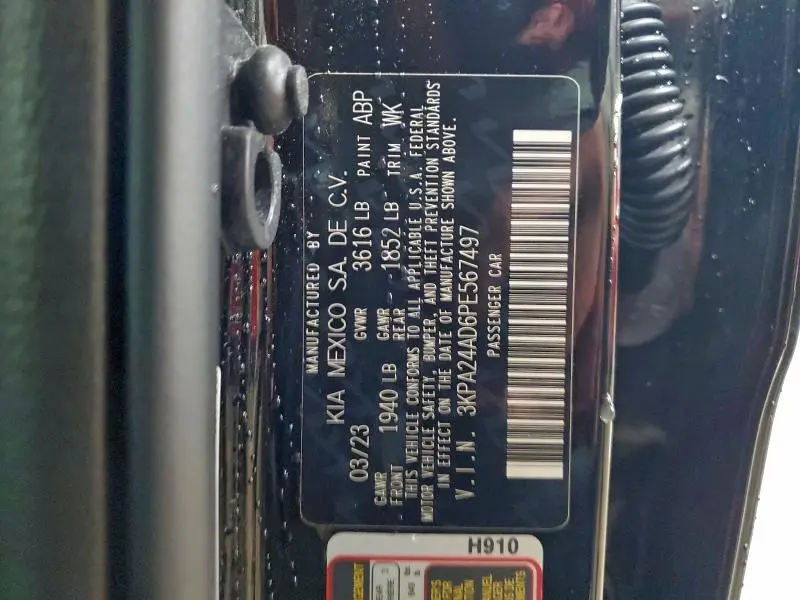 MANUFACTURED BY
KIA MEXICO S.A. DE C.V.
03/23 GVWR 3616 LB PAINT ABP
GAWR FRONT 1940 LB GAWR REAR 1852 LB TRIM WK
THIS VEHICLE CONFORMS TO ALL APPLICABLE U.S.A. FEDERAL
MOTOR VEHICLE SAFETY, BUMPER, AND THEFT PREVENTION STANDARDS
IN EFFECT ON THE DATE OF MANUFACTURE SHOWN ABOVE.
V.I.N. 3KPA24AD6PE567497
PASSENGER CAR
H910